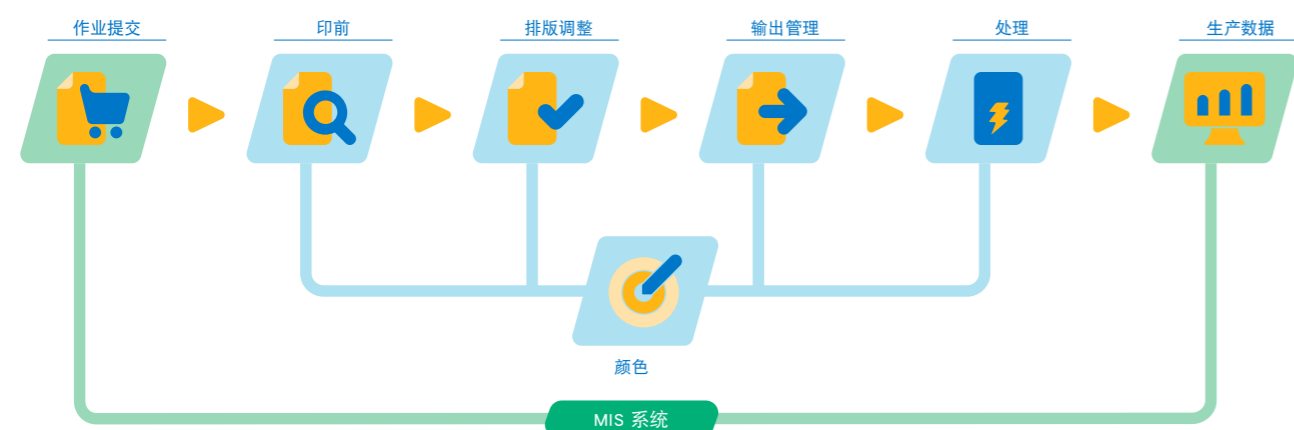 作业提交
印前
排版调整
输出管理
处理
生产数据
颜色
MIS 系统